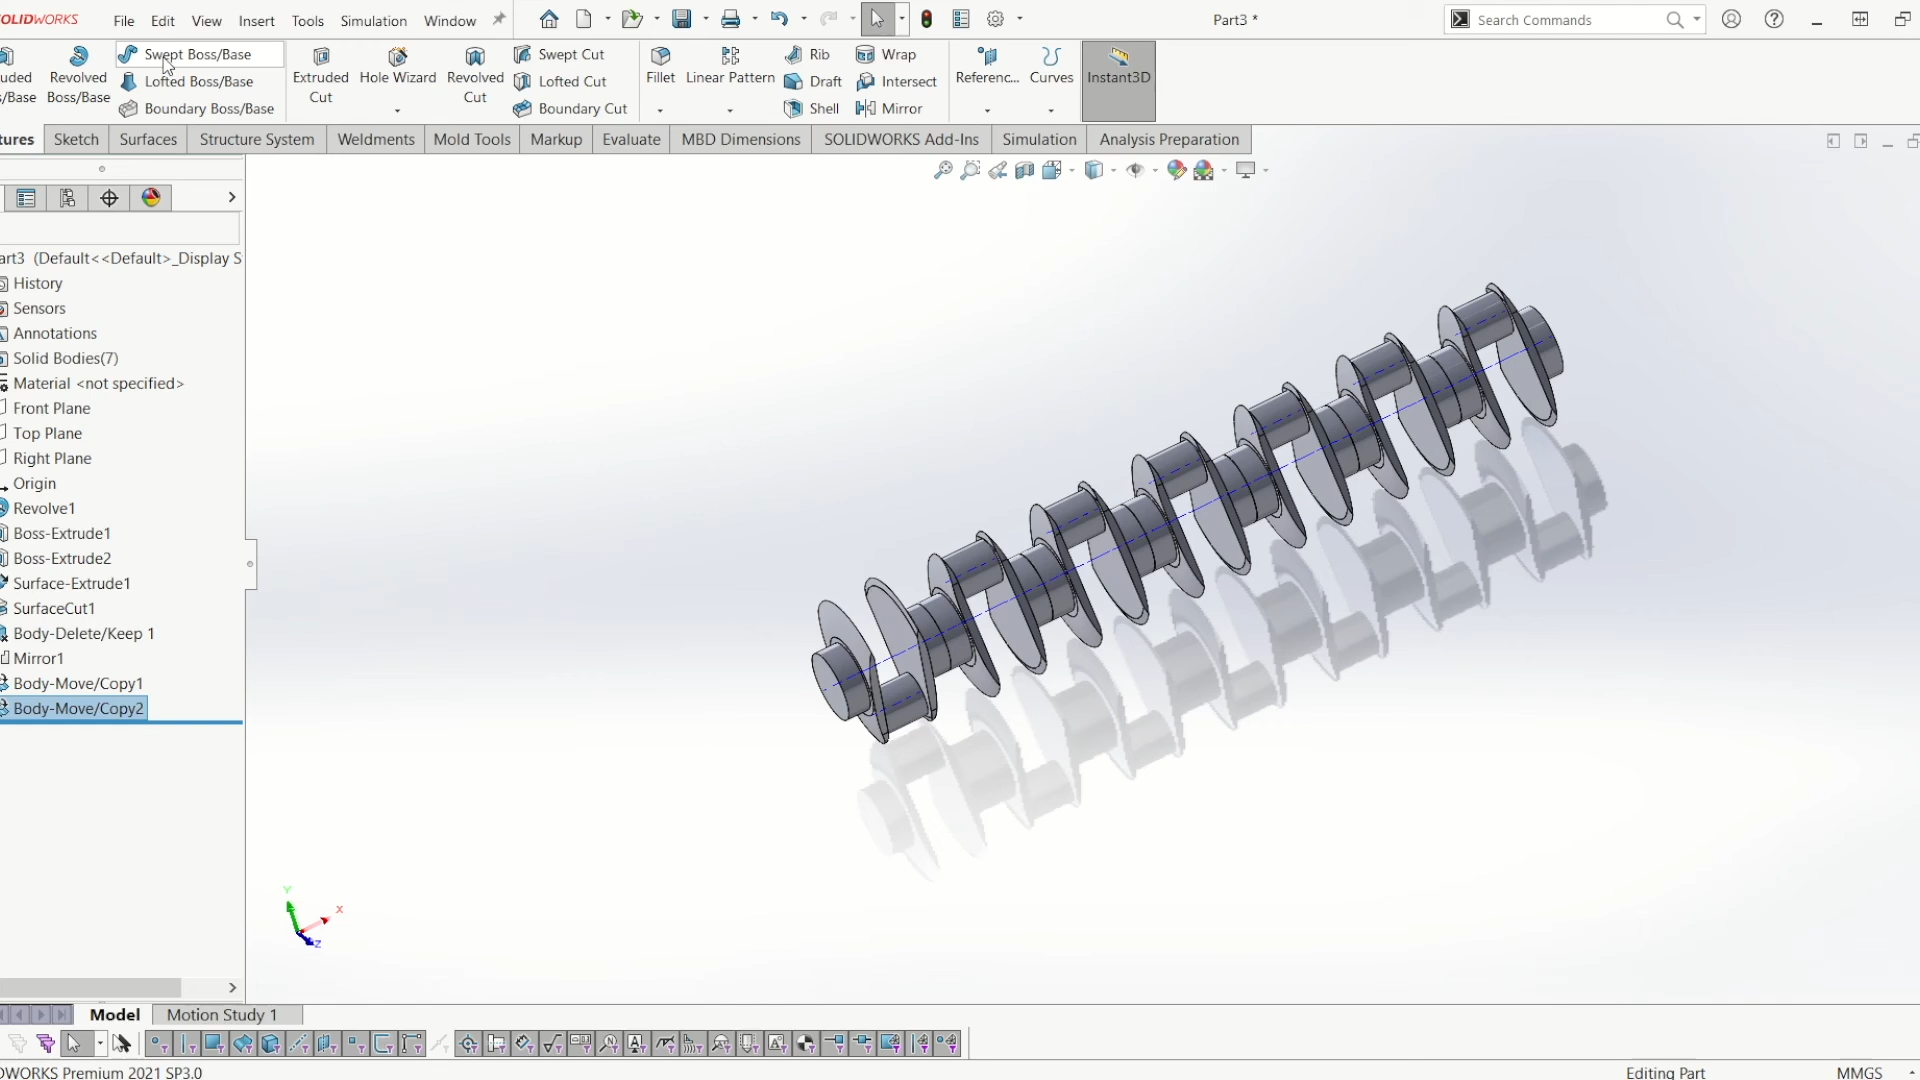 SOLIDWORKS File Edit View Insert Tools Simulation Window Part3 * Search Commands
Revolved Boss/Base
Swept Boss/Base
Lofted Boss/Base
Boundary Boss/Base
Extruded Cut
Hole Wizard
Revolved Cut
Swept Cut
Lofted Cut
Boundary Cut
Fillet
Linear Pattern
Rib
Draft
Shell
Wrap
Intersect
Mirror
Referenc...
Curves
Instant3D
tures Sketch Surfaces Structure System Weldments Mold Tools Markup Evaluate MBD Dimensions SOLIDWORKS Add-Ins Simulation Analysis Preparation
art3 (Default<<Default>_Display S
History
Sensors
Annotations
Solid Bodies(7)
Material <not specified>
Front Plane
Top Plane
Right Plane
Origin
Revolve1
Boss-Extrude1
Boss-Extrude2
Surface-Extrude1
SurfaceCut1
Body-Delete/Keep 1
Mirror1
Body-Move/Copy1
Body-Move/Copy2
Y
X
Z
Model Motion Study 1
DWORKS Premium 2021 SP3.0 Editing Part MMGS